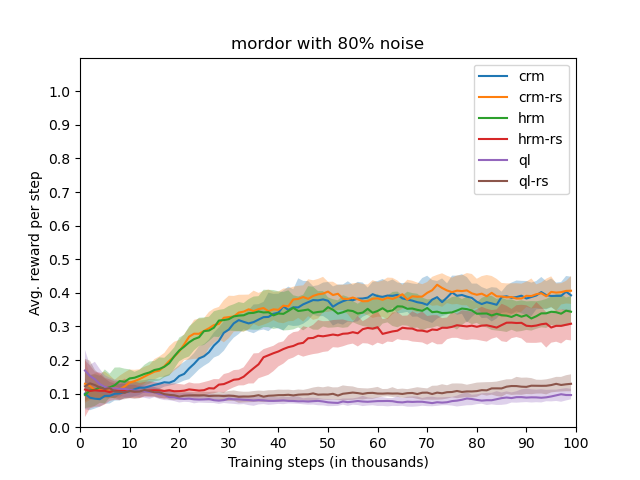 mordor with 80% noise
Avg. reward per step
1.0
0.9
0.8
0.7
0.6
0.5
0.4
0.3
0.2
0.1
0.0
crm
crm-rs
hrm
hrm-rs
ql
ql-rs
0 10 20 30 40 50 60 70 80 90 100
Training steps (in thousands)